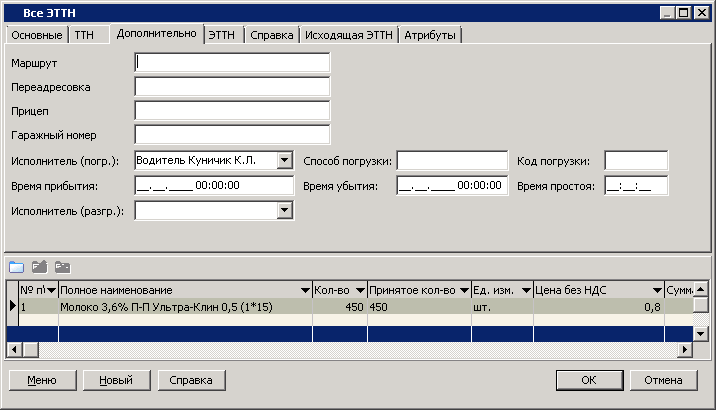 Все ЭТТН
Основные ТТН Дополнительно ЭТТН Справка Исходящая ЭТТН Атрибуты
Маршрут
Переадресовка
Прицеп
Гаражный номер
Исполнитель (погр.): Водитель Куничик К.Л. Способ погрузки: Код погрузки:
Время прибытия: __.__.____ 00:00:00 Время убытия: __.__.____ 00:00:00 Время простоя: __:__:__
Исполнитель (разгр.):
№ п\ Полное наименование Кол-во Принятое кол-во Ед. изм. Цена без НДС Сумм
1 Молоко 3,6% П-П Ультра-Клин 0,5 (1*15) 450 450 шт. 0,8
Меню Новый Справка OK Отмена